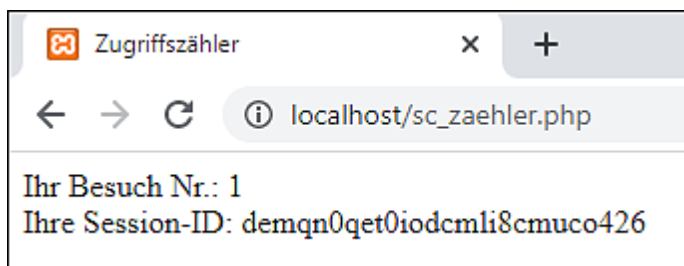 Zugriffszähler
localhost/sc_zaehler.php
Ihr Besuch Nr.: 1
Ihre Session-ID: demqn0qet0iodcmli8cmuco426